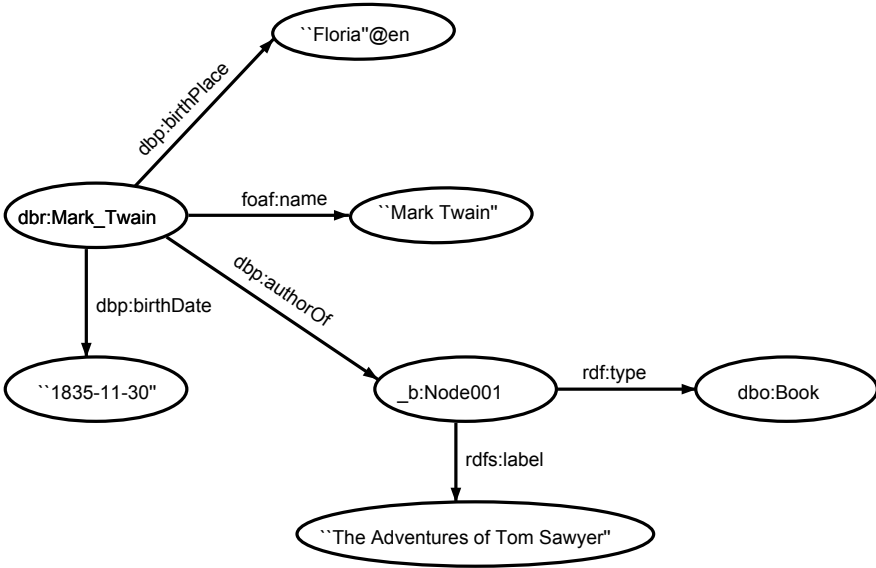 ``Floria"@en
dbp:birthPlace
dbr:Mark_Twain
foaf:name
``Mark Twain"
dbp:birthDate
dbp:authorOf
``1835-11-30"
_b:Node001
rdf:type
dbo:Book
rdfs:label
``The Adventures of Tom Sawyer"